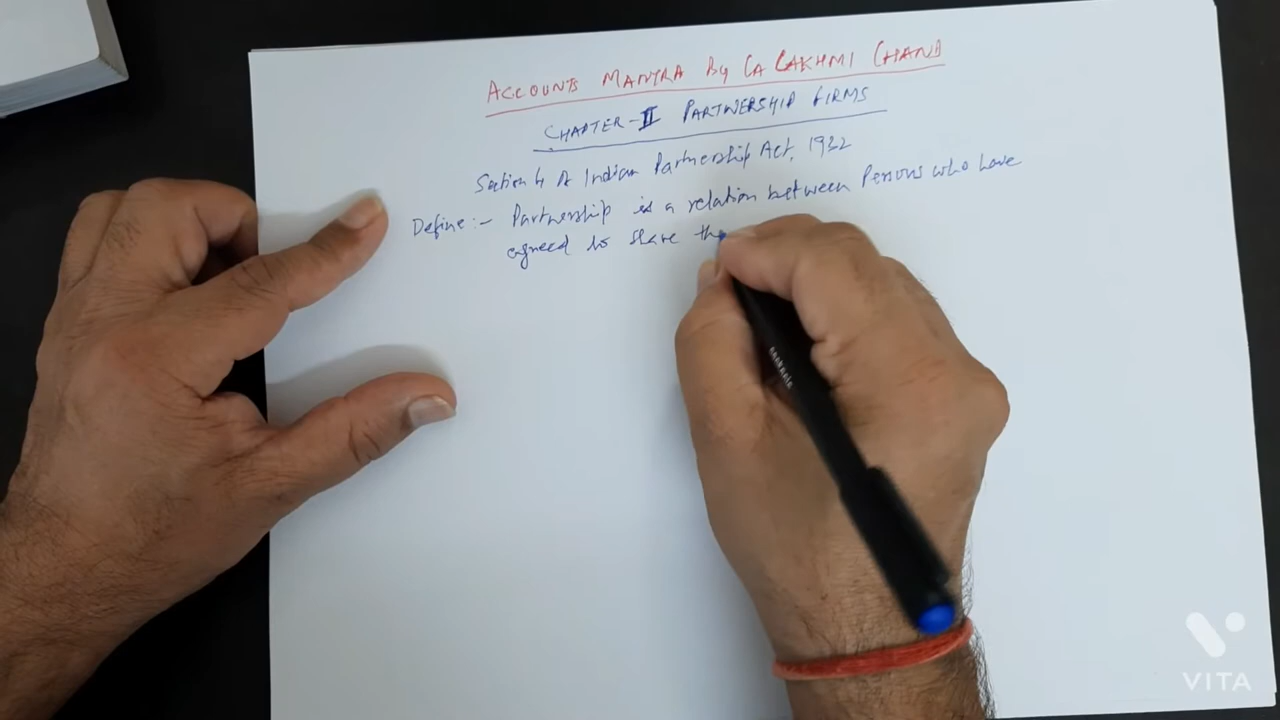 ACCOUNTS MANTRA By CA LAKHMI CHAND
CHAPTER-II PARTNERSHIP FIRMS
Section 4 of Indian Partnership Act, 1932
Define:- Partnership is a relation between Persons who have
agreed to share the
VITA